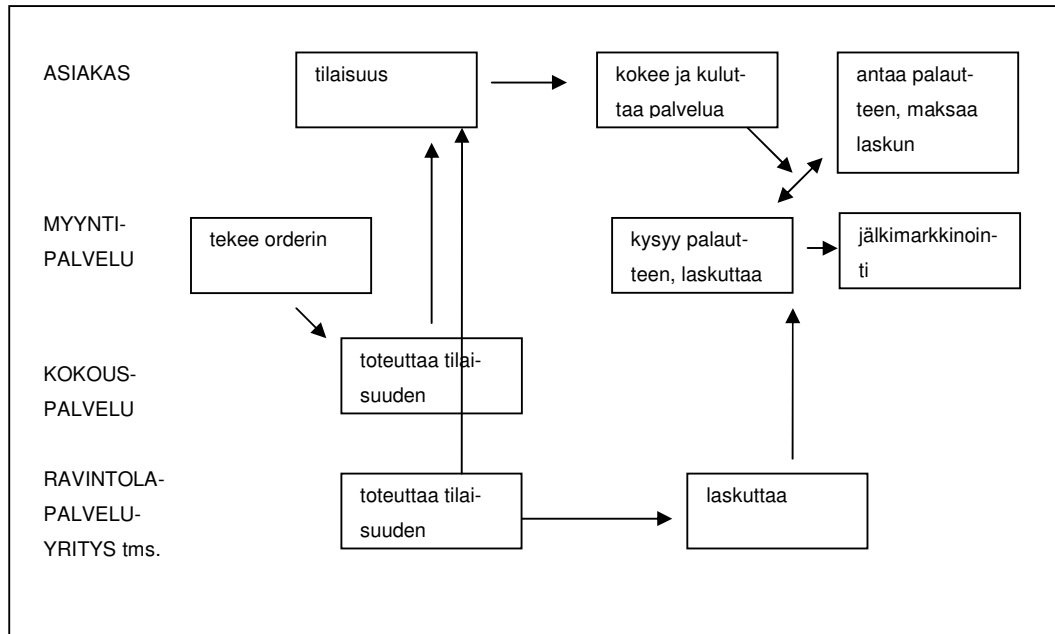 ASIAKAS
tilaisuus
kokee ja kulut-
taa palvelua
antaa palaut-
teen, maksaa
laskun
MYYNTI-
PALVELU
tekee orderin
kysyy palaut-
teen, laskuttaa
jälkimarkkinoin-
ti
KOKOUS-
PALVELU
toteuttaa tilai-
suuden
RAVINTOLA-
PALVELU-
YRITYS tms.
toteuttaa tilai-
suuden
laskuttaa